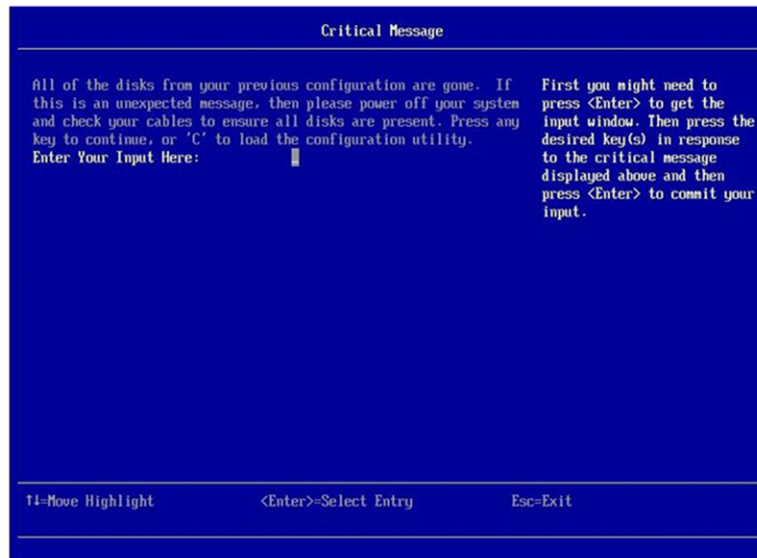 Critical Message
All of the disks from your previous configuration are gone. If
this is an unexpected message, then please power off your system
and check your cables to ensure all disks are present. Press any
key to continue, or 'C' to load the configuration utility.
Enter Your Input Here:
First you might need to
press <Enter> to get the
input window. Then press the
desired key(s) in response
to the critical message
displayed above and then
press <Enter> to commit your
input.
↑↓=Move Highlight <Enter>=Select Entry Esc=Exit